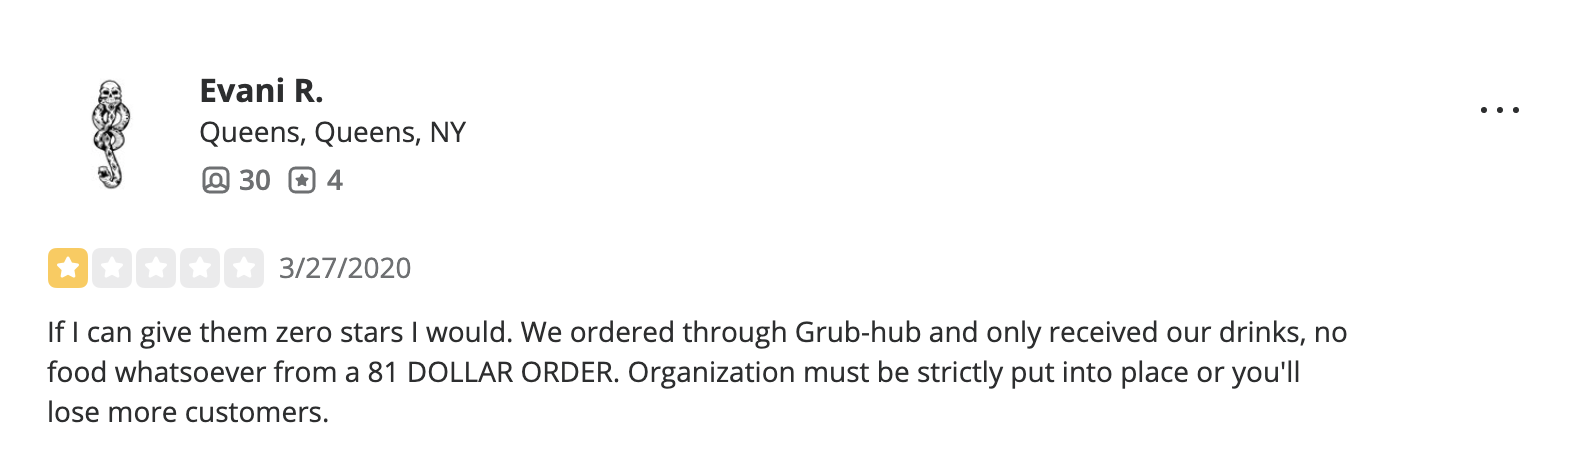 Evani R.
Queens, Queens, NY
30 4
3/27/2020
If I can give them zero stars I would. We ordered through Grub-hub and only received our drinks, no
food whatsoever from a 81 DOLLAR ORDER. Organization must be strictly put into place or you'll
lose more customers.